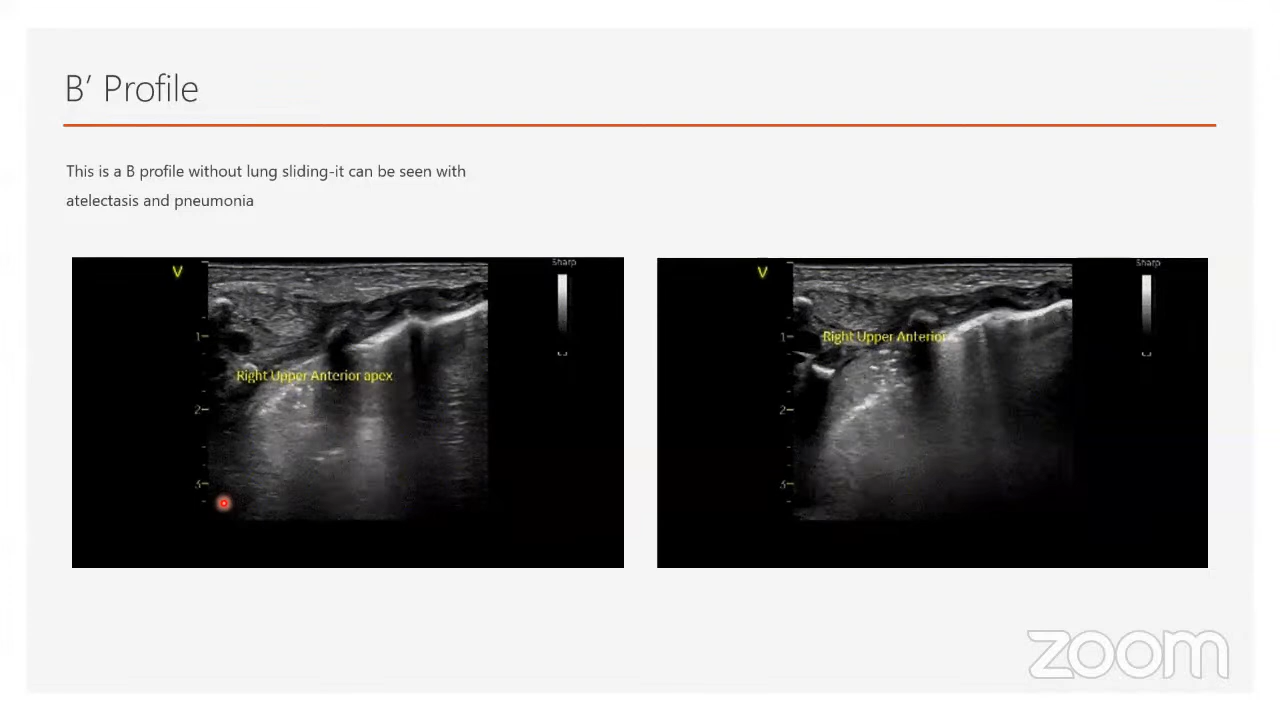 B′ Profile
This is a B profile without lung sliding-it can be seen with
atelectasis and pneumonia
V
Sharp
1
Right Upper Anterior apex
2
3
V
Sharp
1
Right Upper Anterior
2
3
zoom